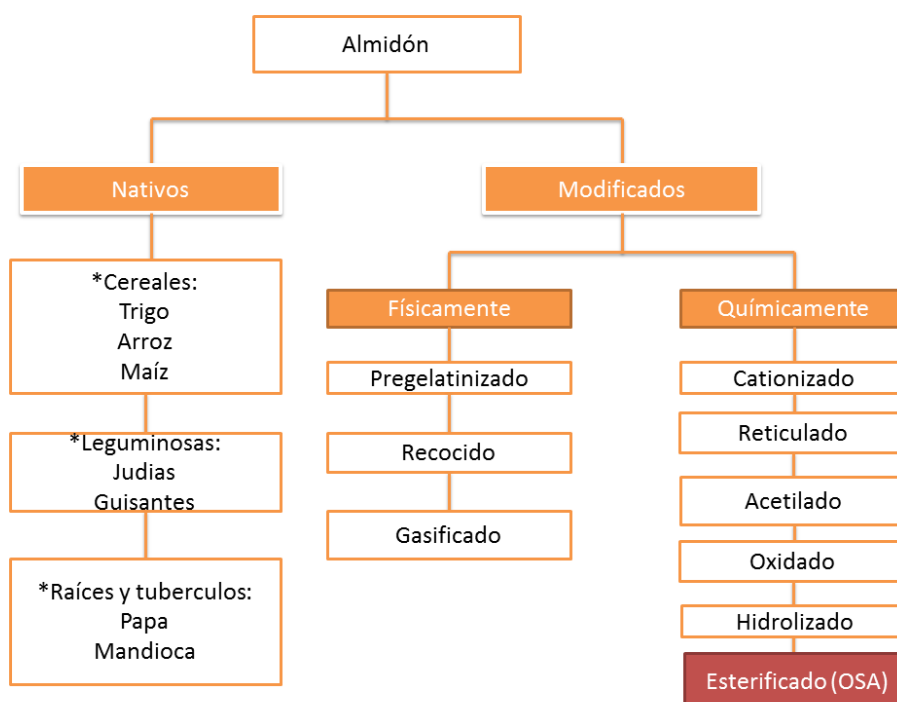 Almidón
Nativos
Modificados
*Cereales:
Trigo
Arroz
Maíz
*Leguminosas:
Judias
Guisantes
*Raíces y tuberculos:
Papa
Mandioca
Físicamente
Pregelatinizado
Recocido
Gasificado
Químicamente
Cationizado
Reticulado
Acetilado
Oxidado
Hidrolizado
Esterificado (OSA)